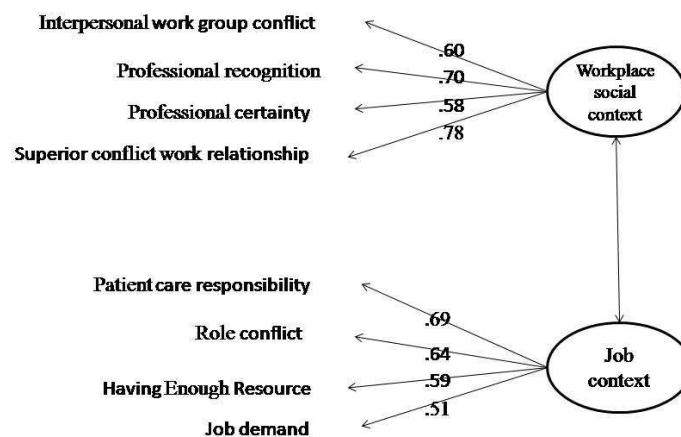 Interpersonal work group conflict
.60
Professional recognition
.70
Workplace
social
context
Professional certainty
.58
Superior conflict work relationship
.78
Patient care responsibility
.69
Role conflict
.64
Job
context
Having Enough Resource
.59
Job demand
.51